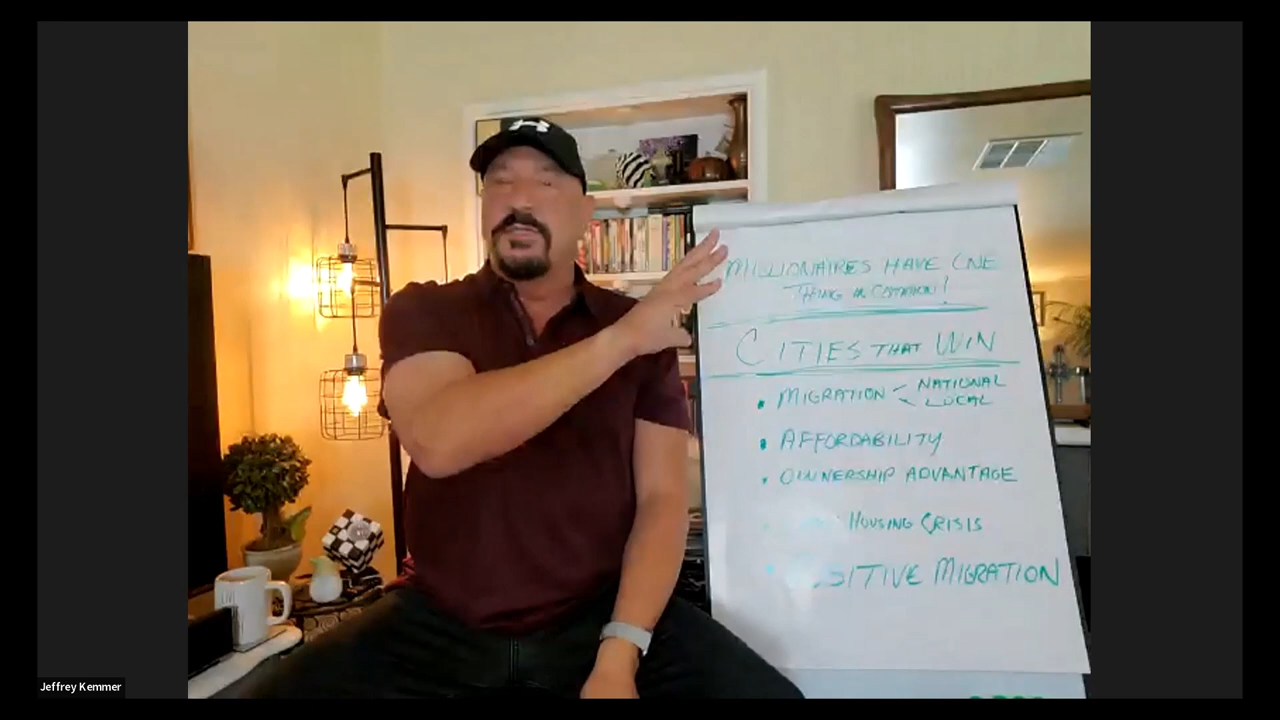 MILLIONAIRES HAVE ONE
THING IN COMMON!
CITIES THAT WIN
• MIGRATION < NATIONAL
LOCAL
• AFFORDABILITY
• OWNERSHIP ADVANTAGE
HOUSING CRISIS
POSITIVE MIGRATION
Jeffrey Kemmer